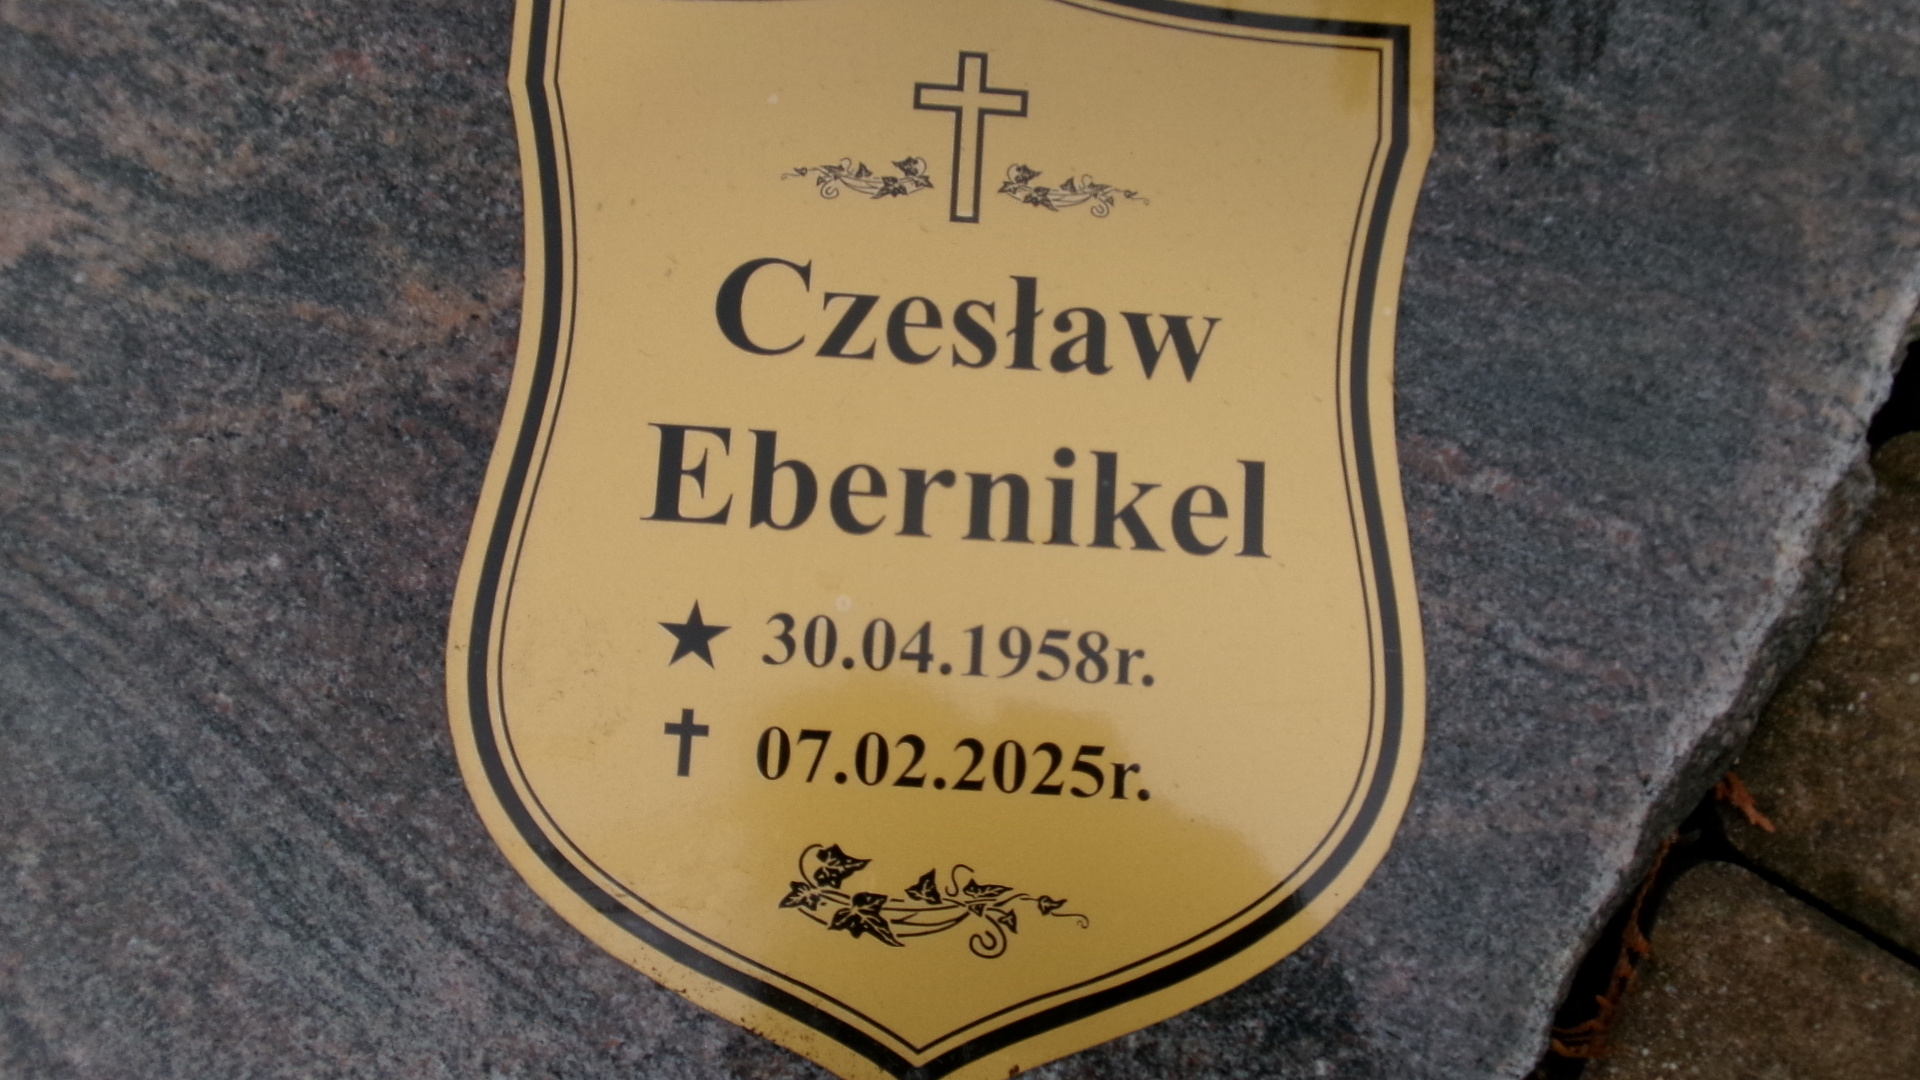 Czesław
Ebernikel
★ 30.04.1958r.
✝ 07.02.2025r.